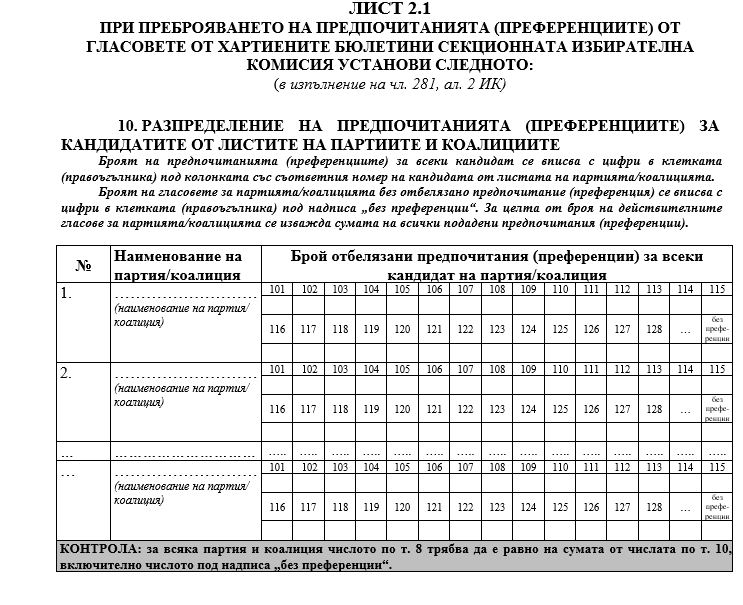 ЛИСТ 2.1
ПРИ ПРЕБРОЯВАНЕТО НА ПРЕДПОЧИТАНИЯТА (ПРЕФЕРЕНЦИИТЕ) ОТ
ГЛАСОВЕТЕ ОТ ХАРТИЕНИТЕ БЮЛЕТИНИ СЕКЦИОННАТА ИЗБИРАТЕЛНА
КОМИСИЯ УСТАНОВИ СЛЕДНОТО:
(в изпълнение на чл. 281, ал. 2 ИК)
10. РАЗПРЕДЕЛЕНИЕ НА ПРЕДПОЧИТАНИЯТА (ПРЕФЕРЕНЦИИТЕ) ЗА
КАНДИДАТИТЕ ОТ ЛИСТИТЕ НА ПАРТИИТЕ И КОАЛИЦИИТЕ
Броят на предпочитанията (преференциите) за всеки кандидат се вписва с цифри в клетката
(правоъгълника) под колонката със съответния номер на кандидата от листата на партията/коалицията.
Броят на гласовете за партията/коалицията без отбелязано предпочитание (преференция) се вписва с
цифри в клетката (правоъгълника) под надписа „без преференции“. За целта от броя на действителните
гласове за партията/коалицията се изважда сумата на всички подадени предпочитания (преференции).
№ Наименование на Брой отбелязани предпочитания (преференции) за всеки
партия/коалиция кандидат на партия/коалиция
1. ............................ 101 102 103 104 105 106 107 108 109 110 111 112 113 114 115
(наименование на партия/
коалиция) 116 117 118 119 120 121 122 123 124 125 126 127 128 ... без
префе-
ренции
2. ............................ 101 102 103 104 105 106 107 108 109 110 111 112 113 114 115
(наименование на партия/
коалиция) 116 117 118 119 120 121 122 123 124 125 126 127 128 ... без
префе-
ренции
... ............................ ..... ..... ..... ..... ..... ..... ..... ..... ..... ..... ..... ..... ..... ..... .....
... ............................ 101 102 103 104 105 106 107 108 109 110 111 112 113 114 115
(наименование на партия/
коалиция) 116 117 118 119 120 121 122 123 124 125 126 127 128 ... без
префе-
ренции
КОНТРОЛА: за всяка партия и коалиция числото по т. 8 трябва да е равно на сумата от числата по т. 10,
включително числото под надписа „без преференции“.